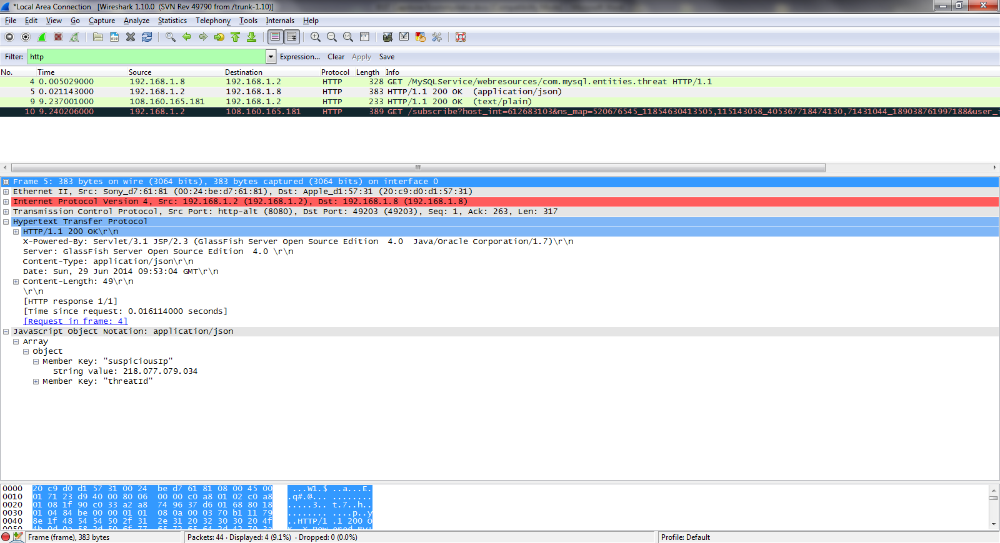 *Local Area Connection [Wireshark 1.10.0 (SVN Rev 49790 from /trunk-1.10)]
File Edit View Go Capture Analyze Statistics Telephony Tools Internals Help
Filter: http Expression... Clear Apply Save
No. Time Source Destination Protocol Length Info
4 0.005029000 192.168.1.8 192.168.1.2 HTTP 328 GET /MySQLService/webresources/com.mysql.entities.threat HTTP/1.1
5 0.021143000 192.168.1.2 192.168.1.8 HTTP 383 HTTP/1.1 200 OK (application/json)
9 9.237001000 108.160.165.181 192.168.1.2 HTTP 233 HTTP/1.1 200 OK (text/plain)
10 9.240206000 192.168.1.2 108.160.165.181 HTTP 389 GET /subscribe?host_int=612683103&ns_map=520676545_11854630413505,115143058_405367718474130,71431044_189038761997188&user_
Frame 5: 383 bytes on wire (3064 bits), 383 bytes captured (3064 bits) on interface 0
Ethernet II, Src: Sony_d7:61:81 (00:24:be:d7:61:81), Dst: Apple_d1:57:31 (20:c9:d0:d1:57:31)
Internet Protocol Version 4, Src: 192.168.1.2 (192.168.1.2), Dst: 192.168.1.8 (192.168.1.8)
Transmission Control Protocol, Src Port: http-alt (8080), Dst Port: 49203 (49203), Seq: 1, Ack: 263, Len: 317
Hypertext Transfer Protocol
HTTP/1.1 200 OK\r\n
X-Powered-By: Servlet/3.1 JSP/2.3 (GlassFish Server Open Source Edition 4.0 Java/Oracle Corporation/1.7)\r\n
Server: GlassFish Server Open Source Edition 4.0 \r\n
Content-Type: application/json\r\n
Date: Sun, 29 Jun 2014 09:53:04 GMT\r\n
Content-Length: 49\r\n
\r\n
[HTTP response 1/1]
[Time since request: 0.016114000 seconds]
[Request in frame: 4]
JavaScript Object Notation: application/json
Array
Object
Member Key: "suspiciousIp"
String value: 218.077.079.034
Member Key: "threatId"
0000 20 c9 d0 d1 57 31 00 24 be d7 61 81 08 00 45 00 ...W1.$ ..a...E.
0010 01 71 23 d9 40 00 80 06 00 00 c0 a8 01 02 c0 a8 .q#.@... ........
0020 01 08 1f 90 c0 33 a2 a8 74 96 37 d6 01 68 80 18 .....3.. t.7..h..
0030 01 04 84 be 00 00 01 01 08 0a 00 03 70 b1 11 79 ........ ....p..y
0040 8e 1f 48 54 54 50 2f 31 2e 31 20 32 30 30 20 4f ..HTTP/1 .1 200 O
0050 4b 0d 0a 58 2d 50 6f 77 65 72 65 64 2d 42 79 3a K..X-Pow ered-By:
Frame (frame), 383 bytes Packets: 44 · Displayed: 4 (9.1%) · Dropped: 0 (0.0%) Profile: Default